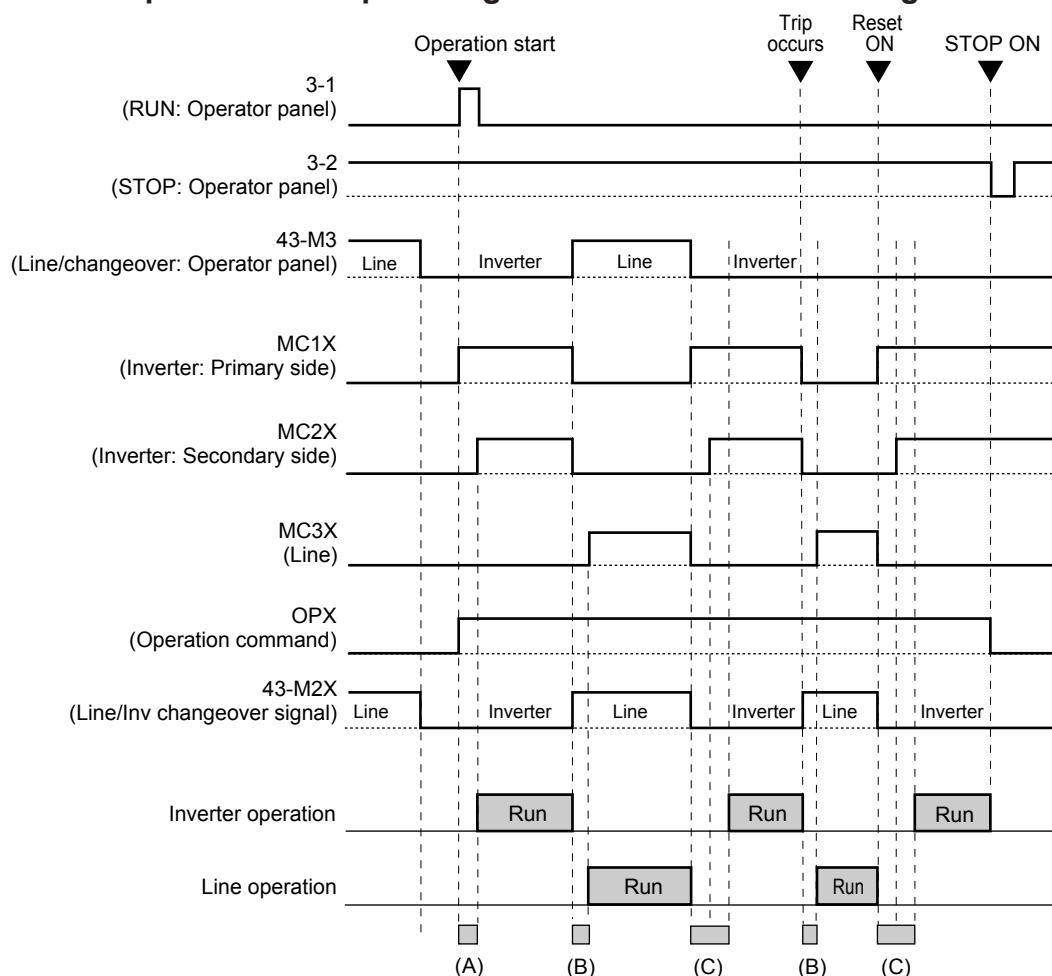 Operation start
Trip
occurs
Reset
ON
STOP ON
3-1
(RUN: Operator panel)
3-2
(STOP: Operator panel)
43-M3
(Line/changeover: Operator panel)
Line
Inverter
Line
Inverter
MC1X
(Inverter: Primary side)
MC2X
(Inverter: Secondary side)
MC3X
(Line)
OPX
(Operation command)
43-M2X
(Line/Inv changeover signal)
Line
Inverter
Line
Inverter
Line
Inverter
Inverter operation
Run
Run
Run
Line operation
Run
Run
(A)
(B)
(C)
(B)
(C)